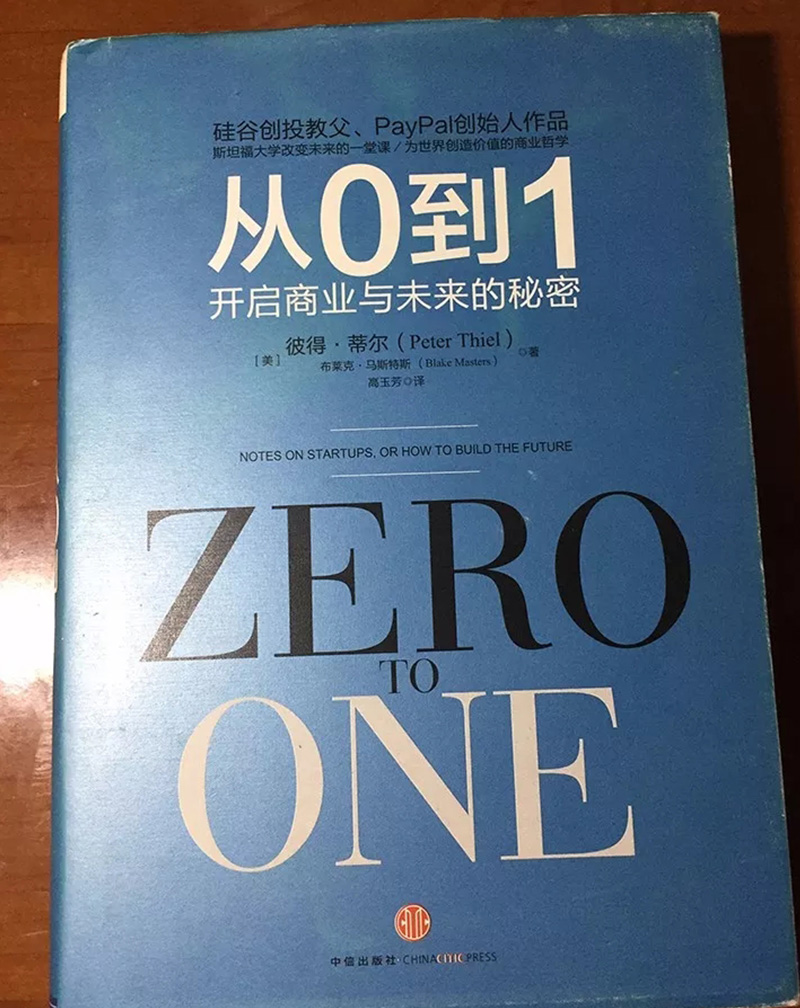 硅谷创投教父、PayPal创始人作品
斯坦福大学改变未来的一堂课/为世界创造价值的商业哲学
从0到1
开启商业与未来的秘密
[美] 彼得·蒂尔(Peter Thiel)
布莱克·马斯特斯(Blake Masters) ◎著
高玉芳◎译
NOTES ON STARTUPS, OR HOW TO BUILD THE FUTURE
ZERO
TO
ONE
中信出版社·CHINA CITIC PRESS